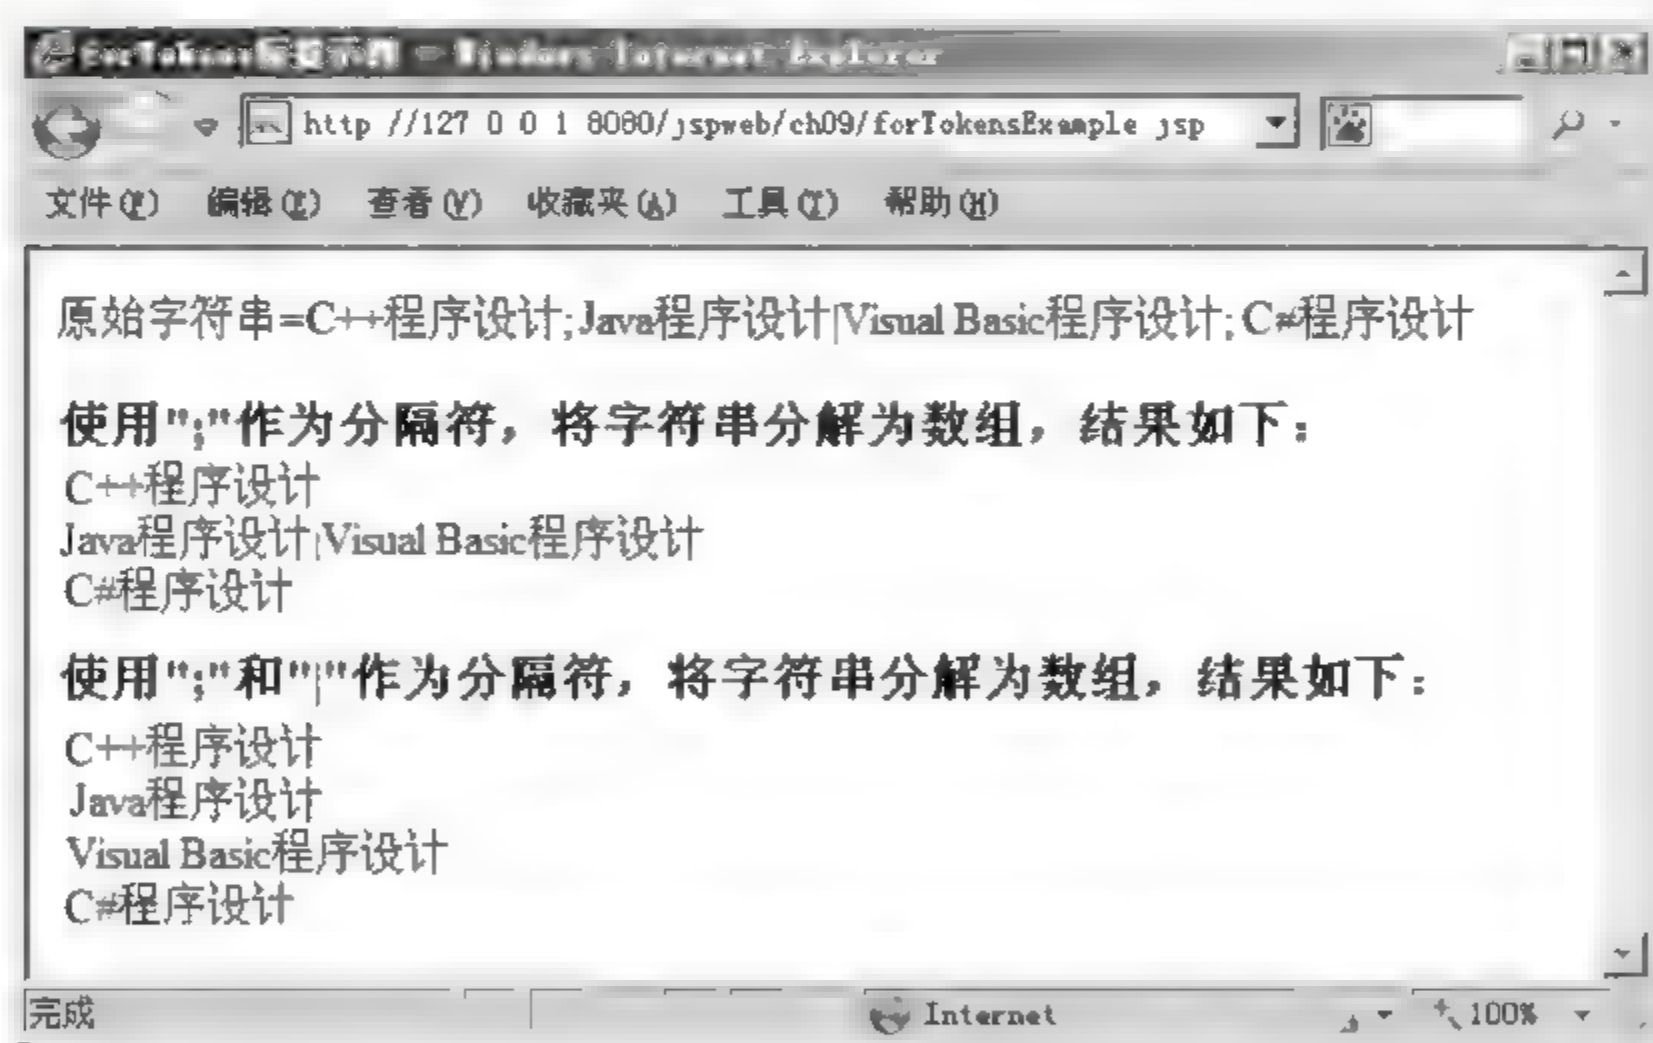 forTokens标签示例 - Windows Internet Explorer
http //127 0 0 1 8080/jspweb/ch09/forTokensExample jsp
文件(F) 编辑(E) 查看(V) 收藏夹(A) 工具(T) 帮助(H)
原始字符串=C++程序设计;Java程序设计|Visual Basic程序设计;C#程序设计
使用";"作为分隔符，将字符串分解为数组，结果如下：
C++程序设计
Java程序设计|Visual Basic程序设计
C#程序设计
使用";"和"|"作为分隔符，将字符串分解为数组，结果如下：
C++程序设计
Java程序设计
Visual Basic程序设计
C#程序设计
完成 Internet 100%